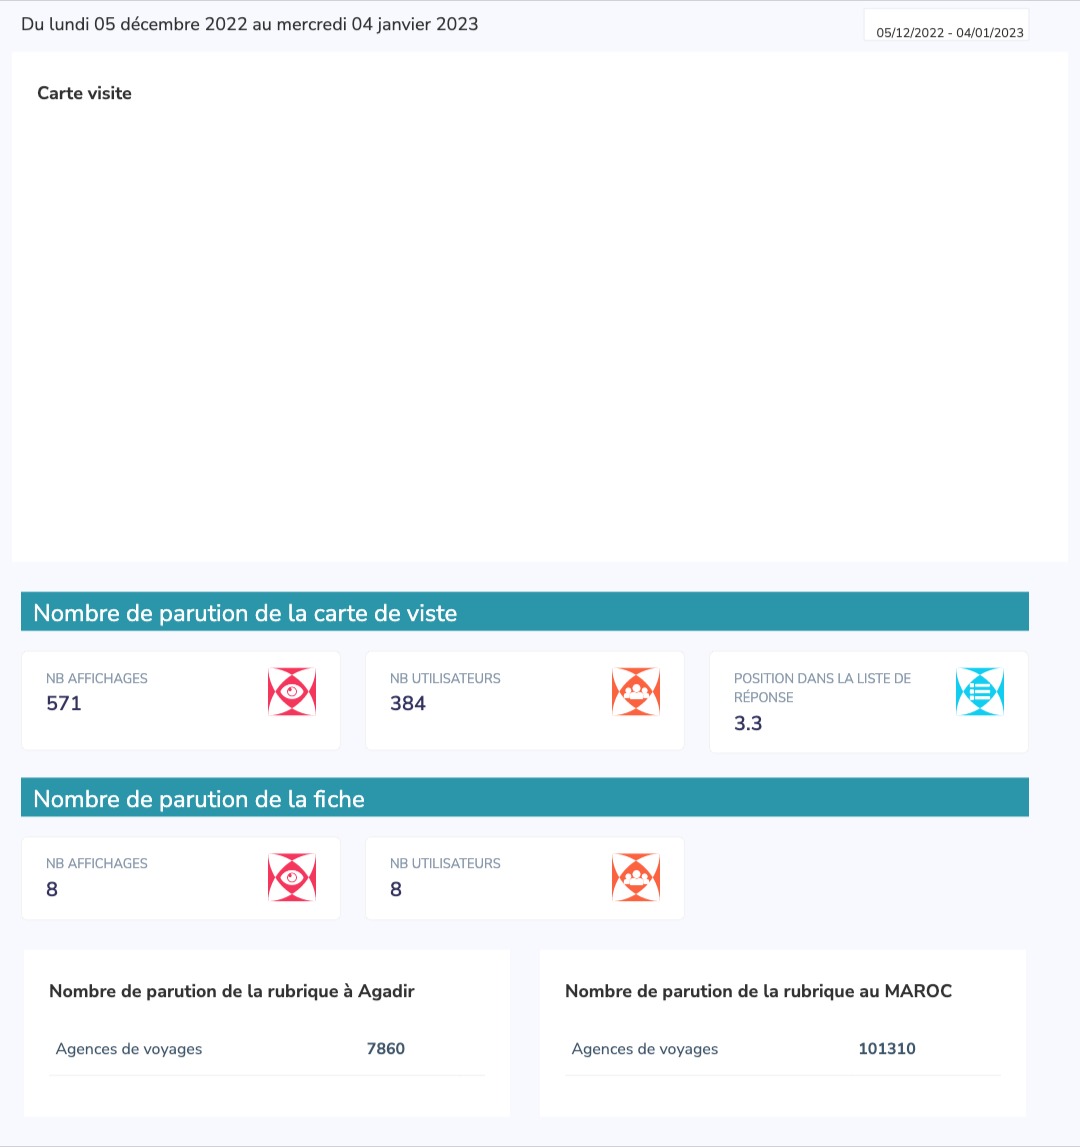 Du lundi 05 décembre 2022 au mercredi 04 janvier 2023
05/12/2022 - 04/01/2023
Carte visite
Nombre de parution de la carte de viste
NB AFFICHAGES
571
NB UTILISATEURS
384
POSITION DANS LA LISTE DE
RÉPONSE
3.3
Nombre de parution de la fiche
NB AFFICHAGES
8
NB UTILISATEURS
8
Nombre de parution de la rubrique à Agadir
Agences de voyages 7860
Nombre de parution de la rubrique au MAROC
Agences de voyages 101310